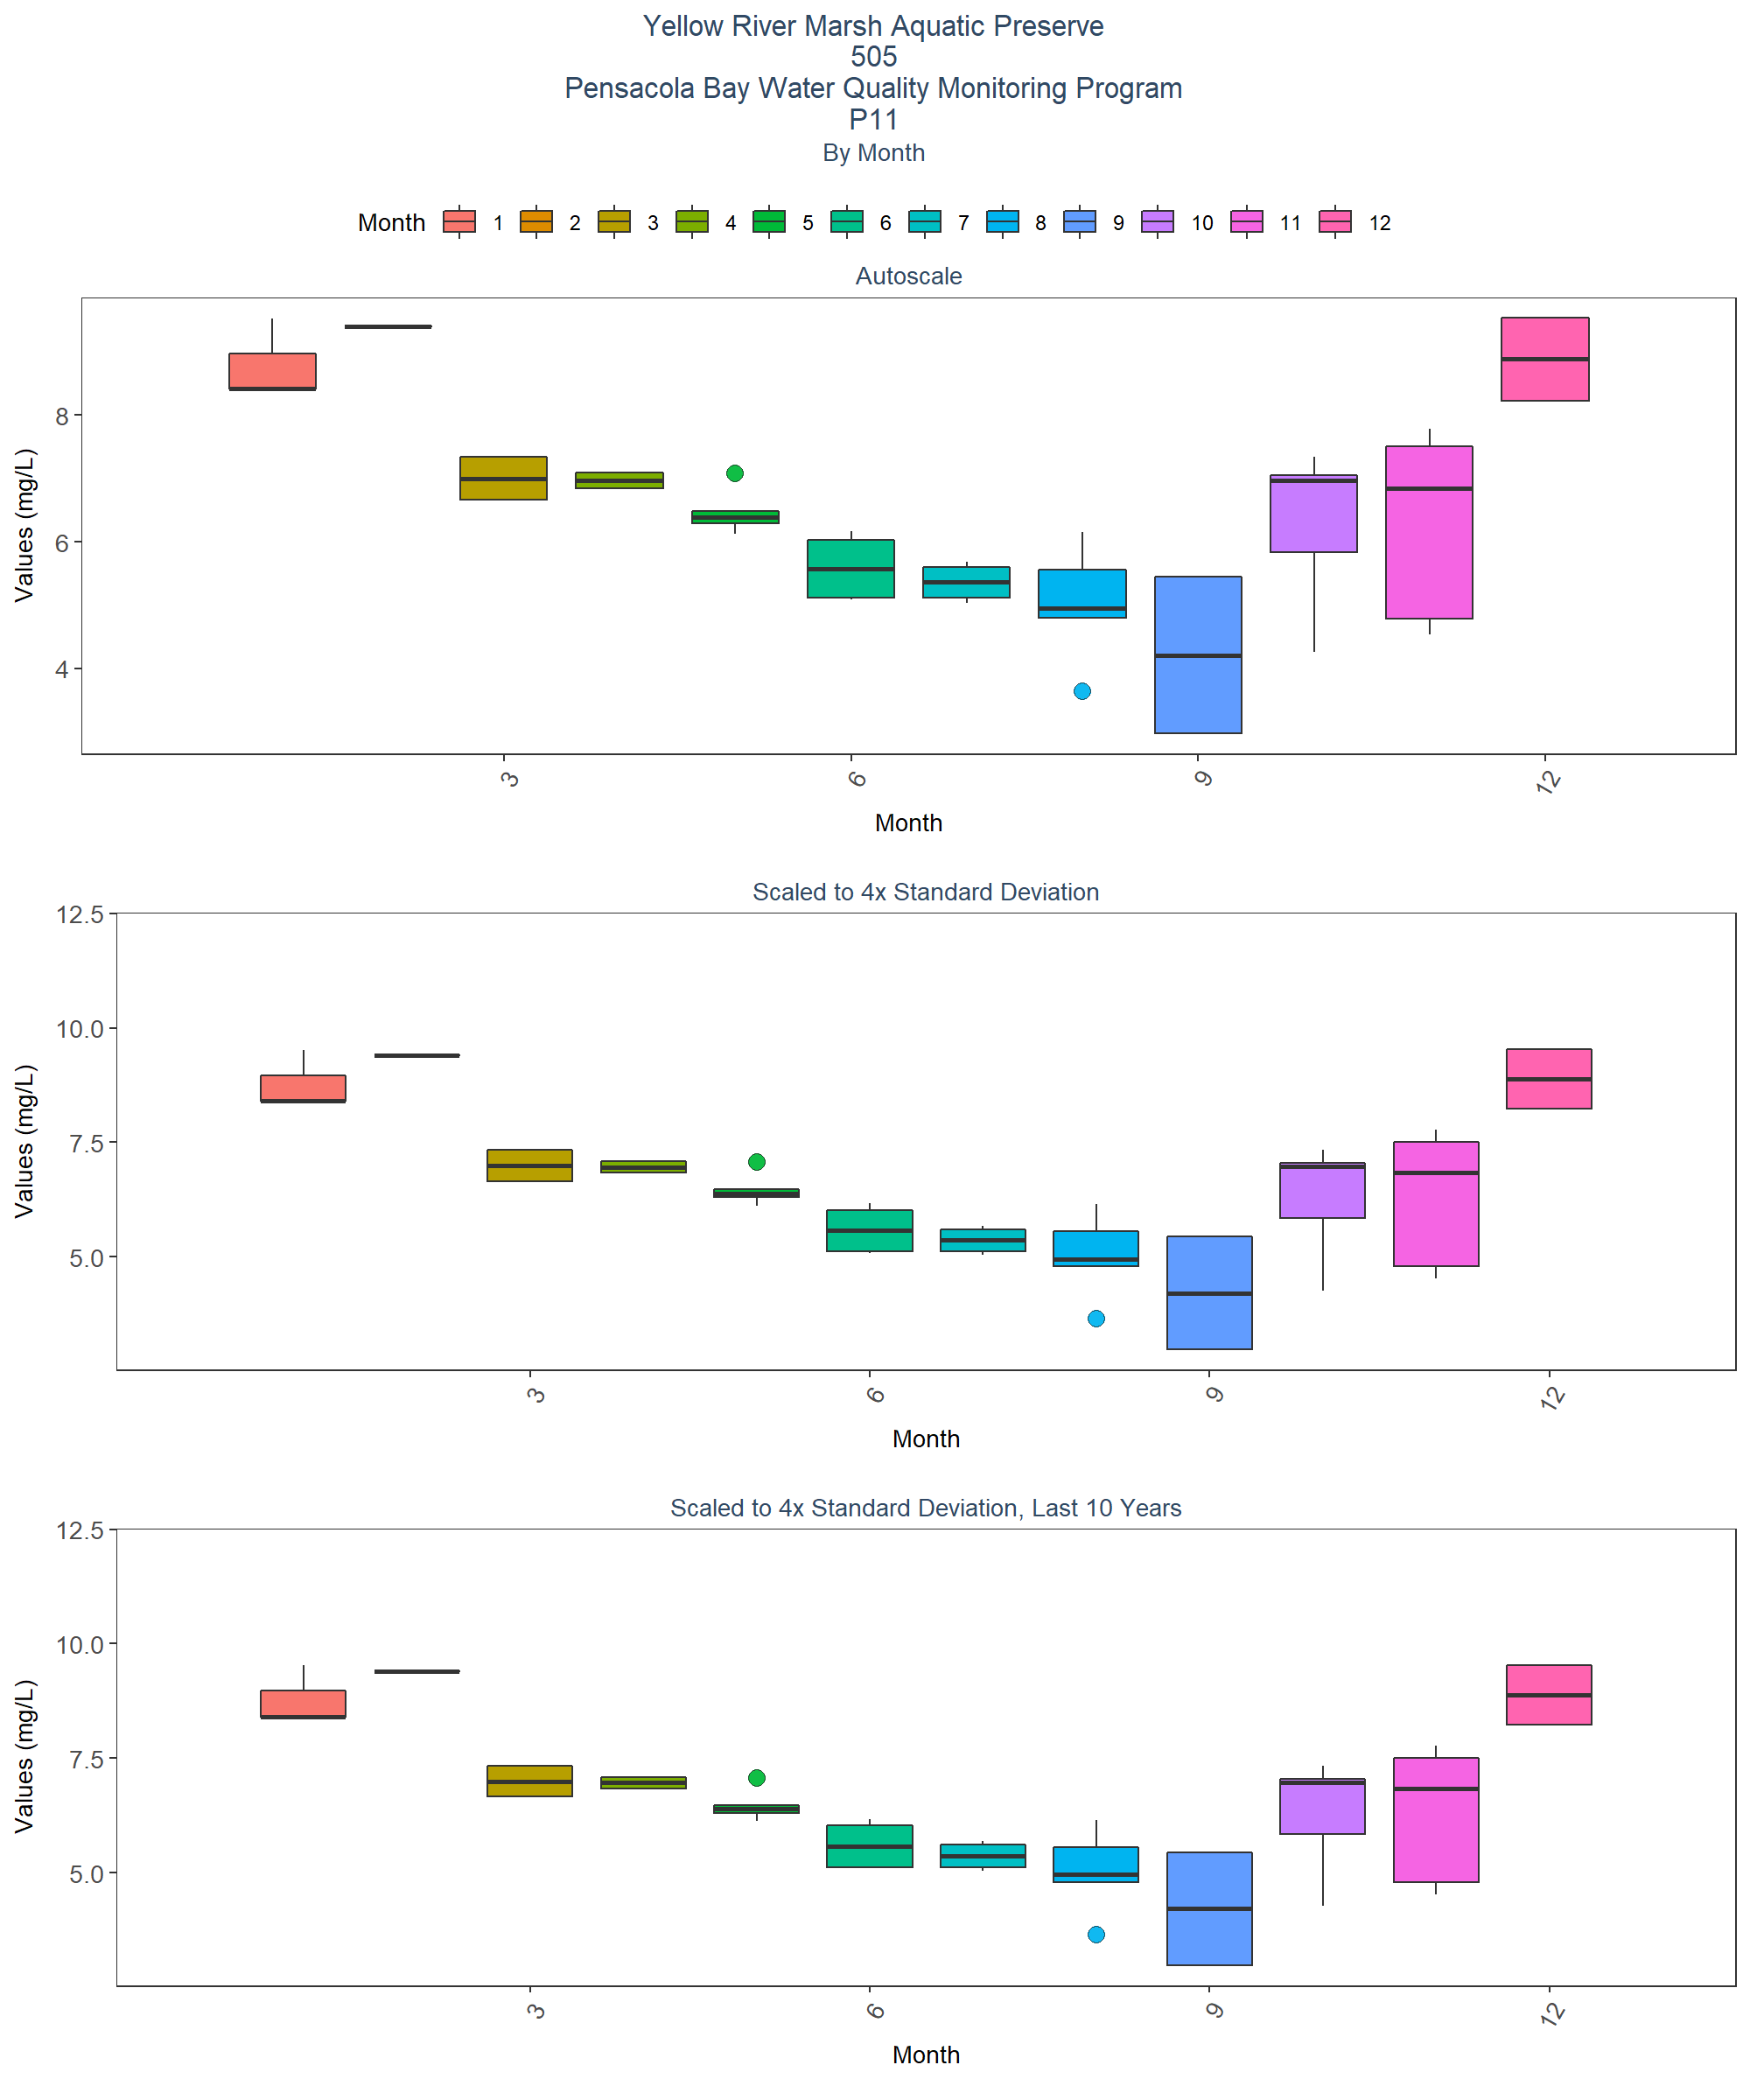 Yellow River Marsh Aquatic Preserve
505
Pensacola Bay Water Quality Monitoring Program
P11
By Month
Month 1 2 3 4 5 6 7 8 9 10 11 12
Autoscale
Values (mg/L)
8
6
4
3 6 9 12
Month
Scaled to 4x Standard Deviation
Values (mg/L)
12.5
10.0
7.5
5.0
3 6 9 12
Month
Scaled to 4x Standard Deviation, Last 10 Years
Values (mg/L)
12.5
10.0
7.5
5.0
3 6 9 12
Month